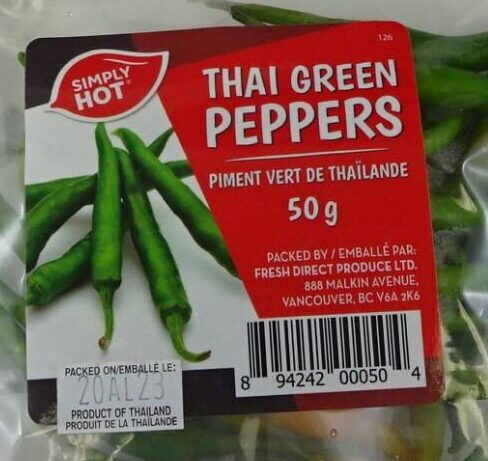 126
SIMPLY
HOT®
THAI GREEN
PEPPERS
PIMENT VERT DE THAÏLANDE
50 g
PACKED BY / EMBALLÉ PAR:
FRESH DIRECT PRODUCE LTD.
888 MALKIN AVENUE,
VANCOUVER, BC V6A 2K6
8 94242 00050 4
PACKED ON/EMBALLÉ LE:
20AL23
PRODUCT OF THAILAND
PRODUIT DE LA THAILANDE